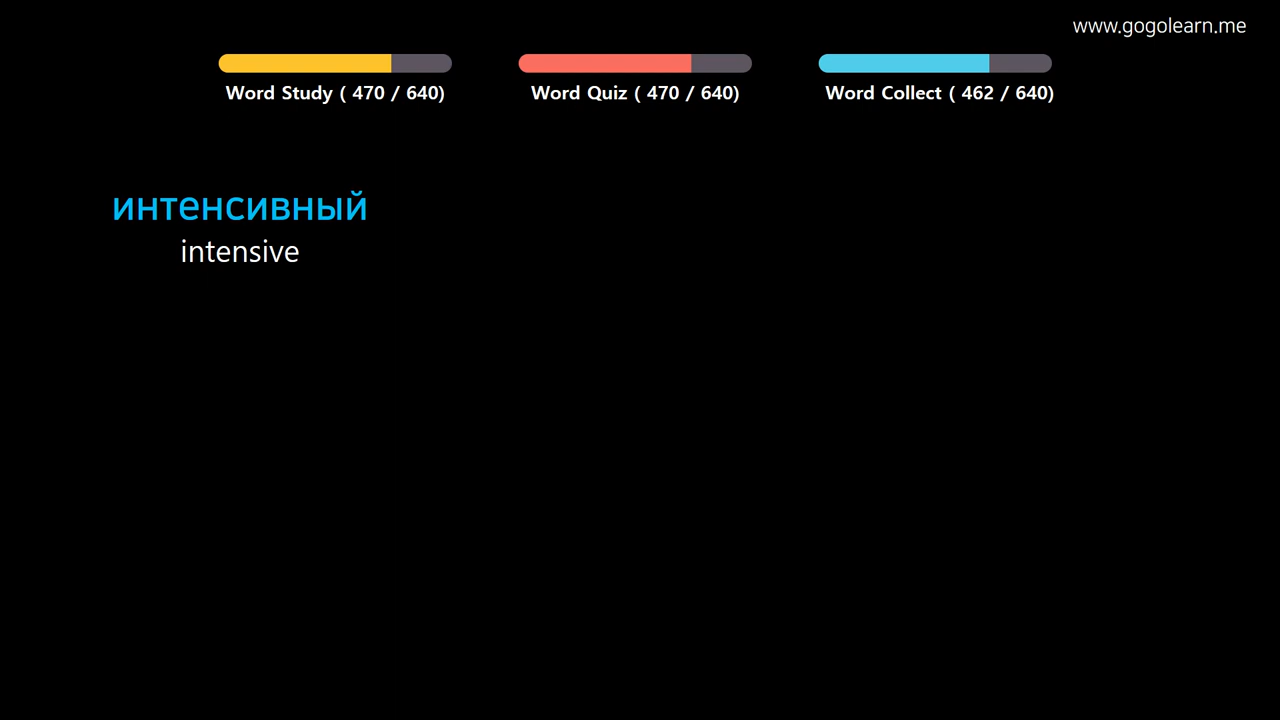 www.gogolearn.me
Word Study ( 470 / 640)
Word Quiz ( 470 / 640)
Word Collect ( 462 / 640)
интенсивный
intensive